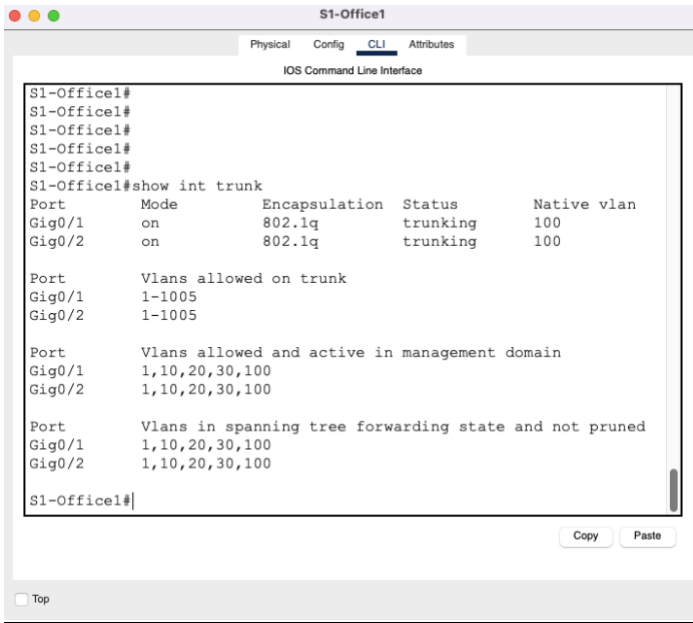 S1-Office1
Physical Config CLI Attributes
IOS Command Line Interface
S1-Office1#
S1-Office1#
S1-Office1#
S1-Office1#
S1-Office1#
S1-Office1#show int trunk
Port Mode Encapsulation Status Native vlan
Gig0/1 on 802.1q trunking 100
Gig0/2 on 802.1q trunking 100
Port Vlans allowed on trunk
Gig0/1 1-1005
Gig0/2 1-1005
Port Vlans allowed and active in management domain
Gig0/1 1,10,20,30,100
Gig0/2 1,10,20,30,100
Port Vlans in spanning tree forwarding state and not pruned
Gig0/1 1,10,20,30,100
Gig0/2 1,10,20,30,100
S1-Office1#
Copy Paste
Top